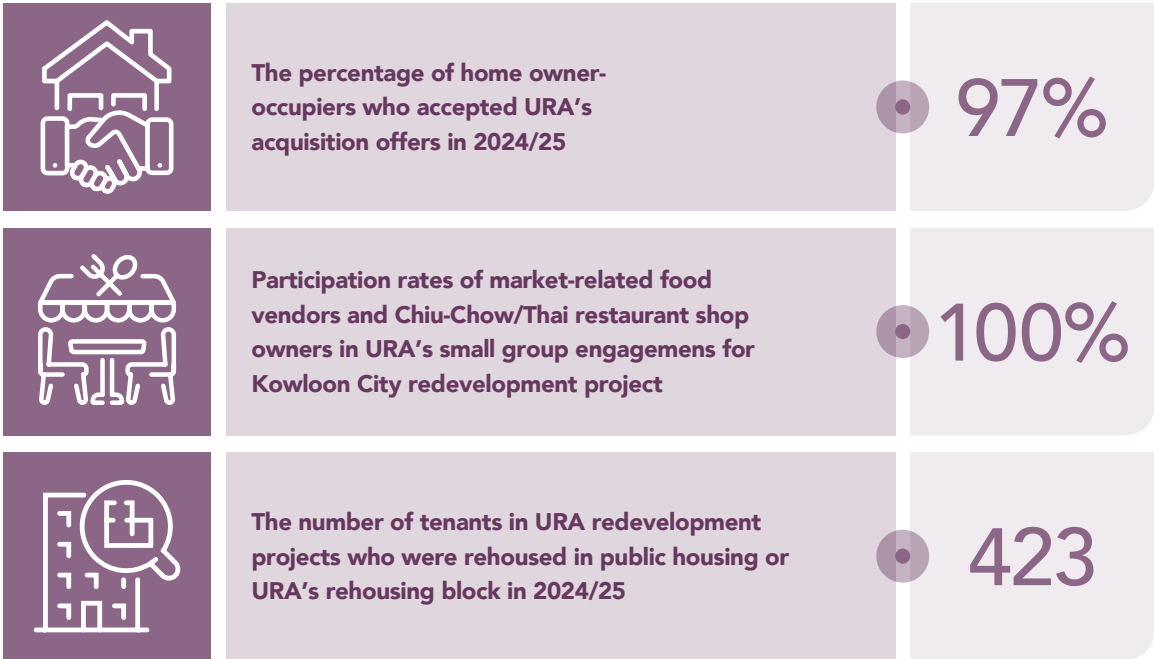 The percentage of home owner-
occupiers who accepted URA’s
acquisition offers in 2024/25
97%
Participation rates of market-related food
vendors and Chiu-Chow/Thai restaurant shop
owners in URA’s small group engagemens for
Kowloon City redevelopment project
100%
The number of tenants in URA redevelopment
projects who were rehoused in public housing or
URA’s rehousing block in 2024/25
423